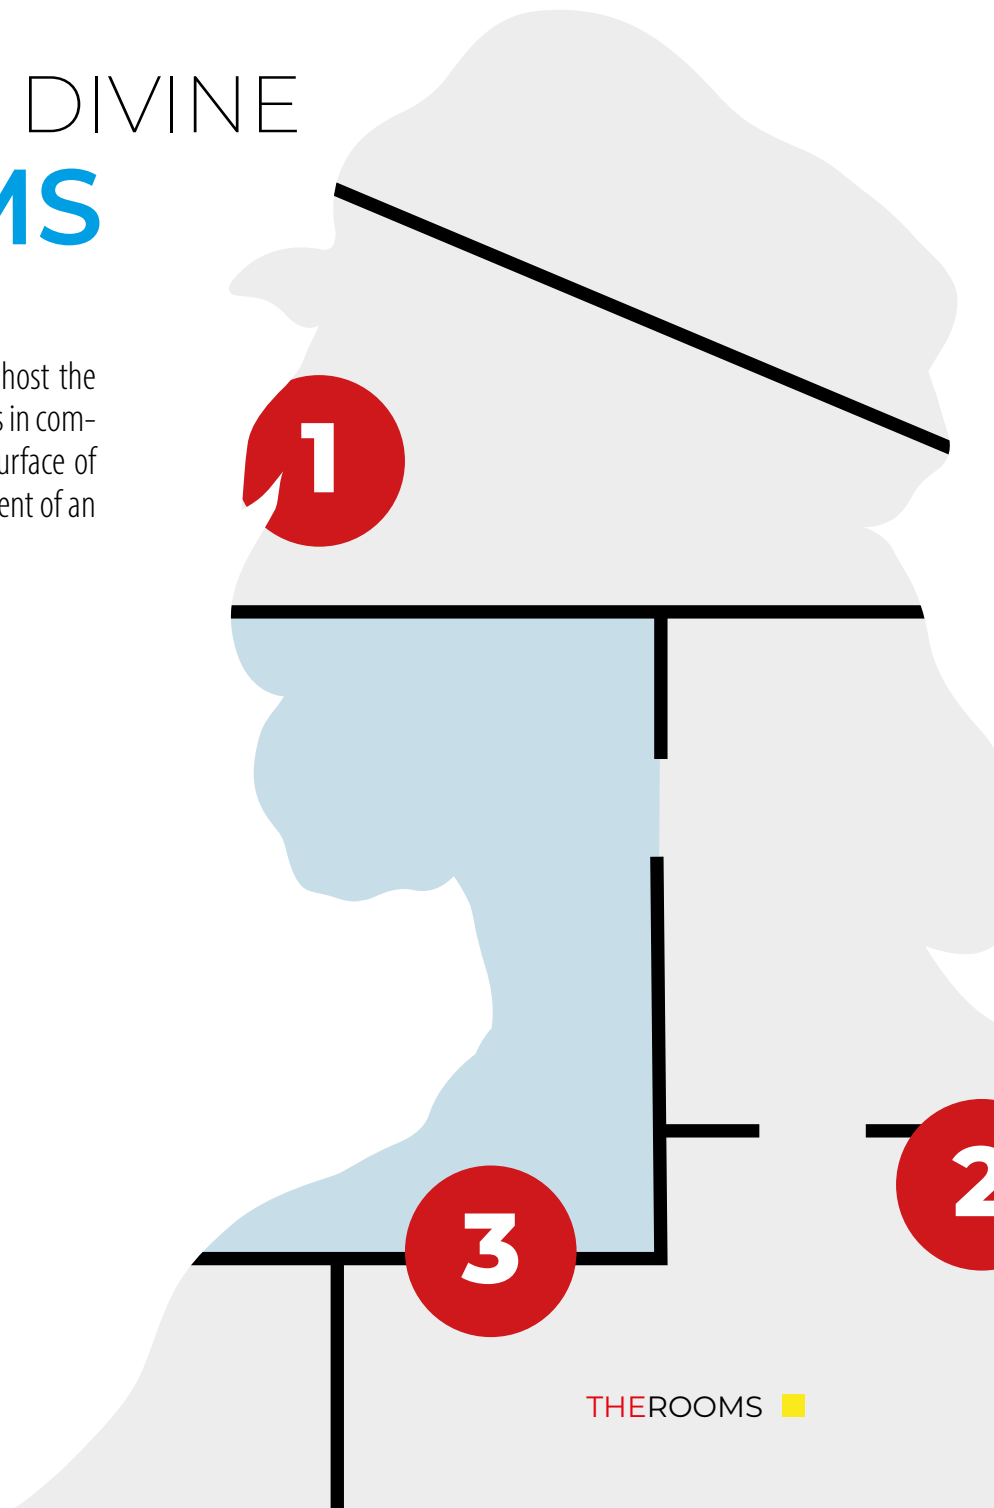 DIVINE
MS
host the
s in com-
urface of
ent of an
1
2
3
THEROOMS